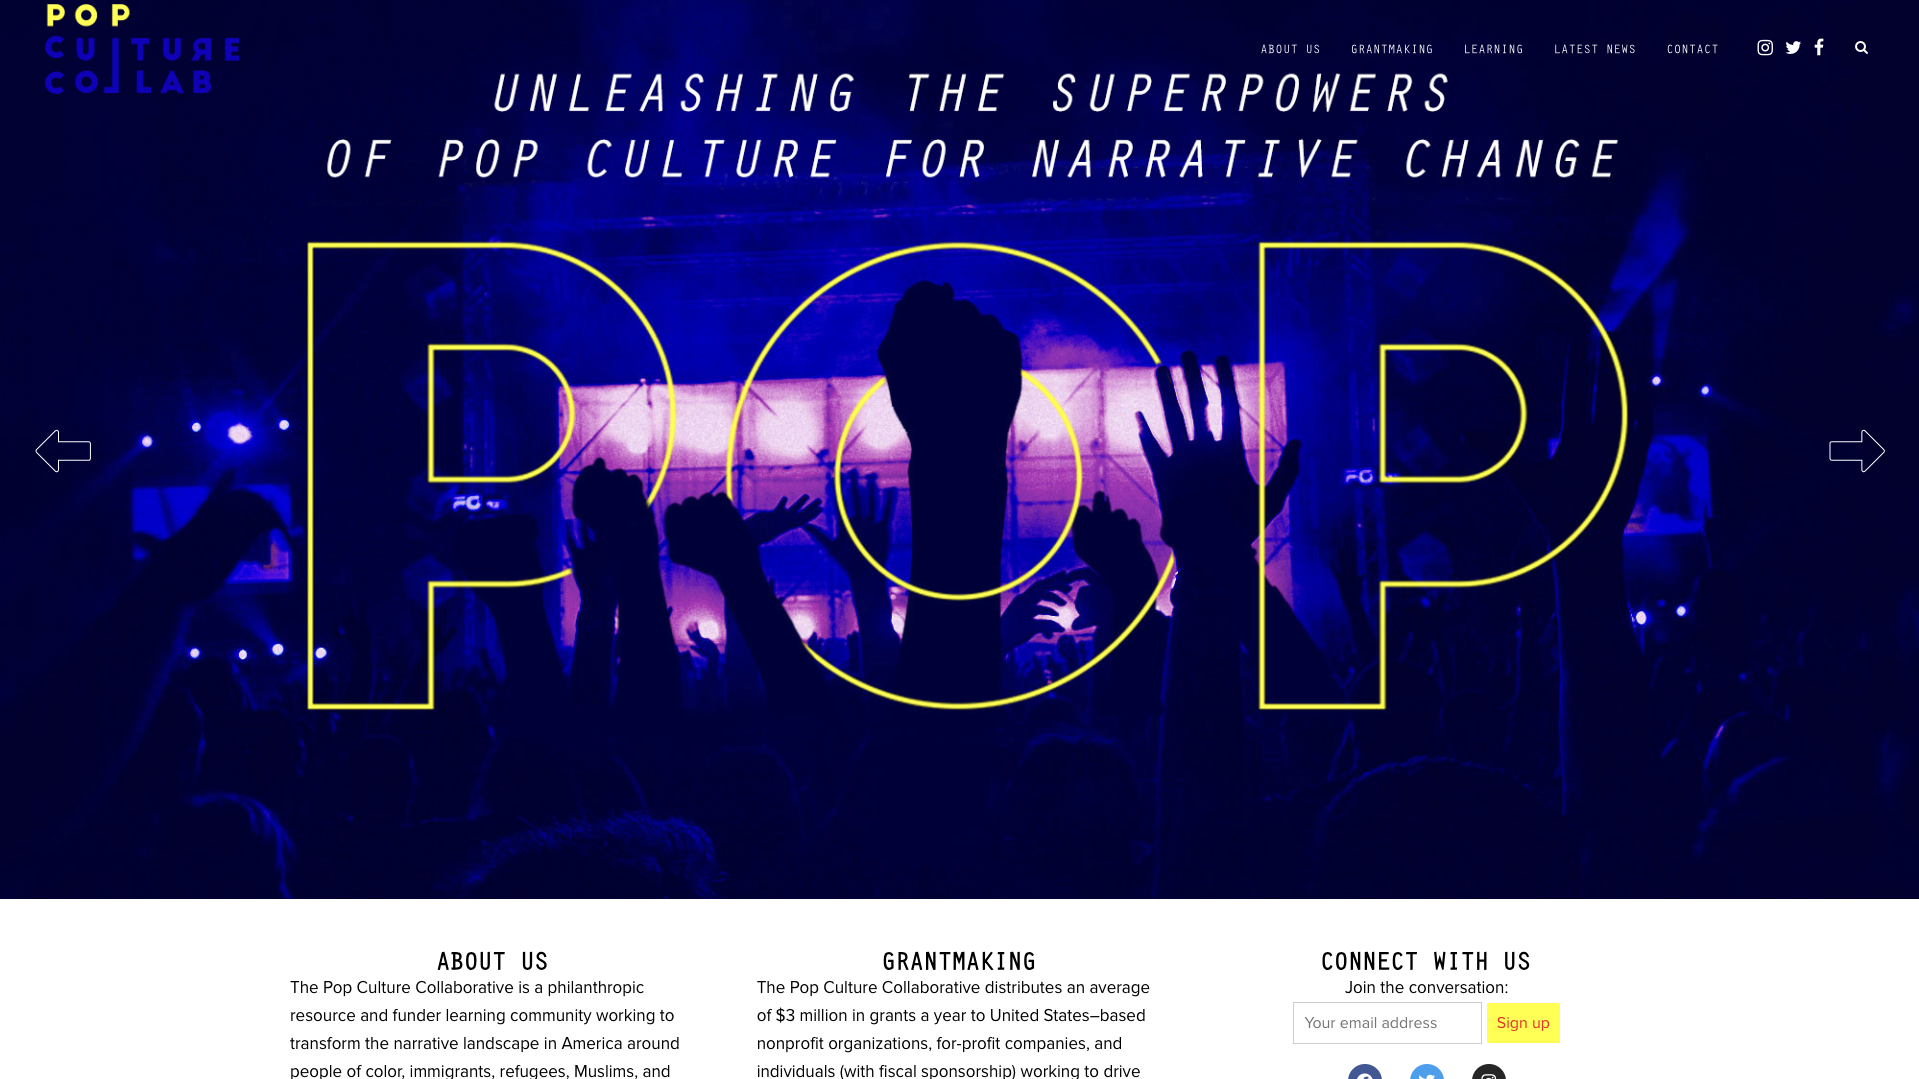 POP
CULTURE
COLLAB
ABOUT US
GRANTMAKING
LEARNING
LATEST NEWS
CONTACT
UNLEASHING THE SUPERPOWERS
OF POP CULTURE FOR NARRATIVE CHANGE
POP
ABOUT US
The Pop Culture Collaborative is a philanthropic
resource and funder learning community working to
transform the narrative landscape in America around
people of color, immigrants, refugees, Muslims, and
GRANTMAKING
The Pop Culture Collaborative distributes an average
of $3 million in grants a year to United States–based
nonprofit organizations, for-profit companies, and
individuals (with fiscal sponsorship) working to drive
CONNECT WITH US
Join the conversation:
Your email address
Sign up